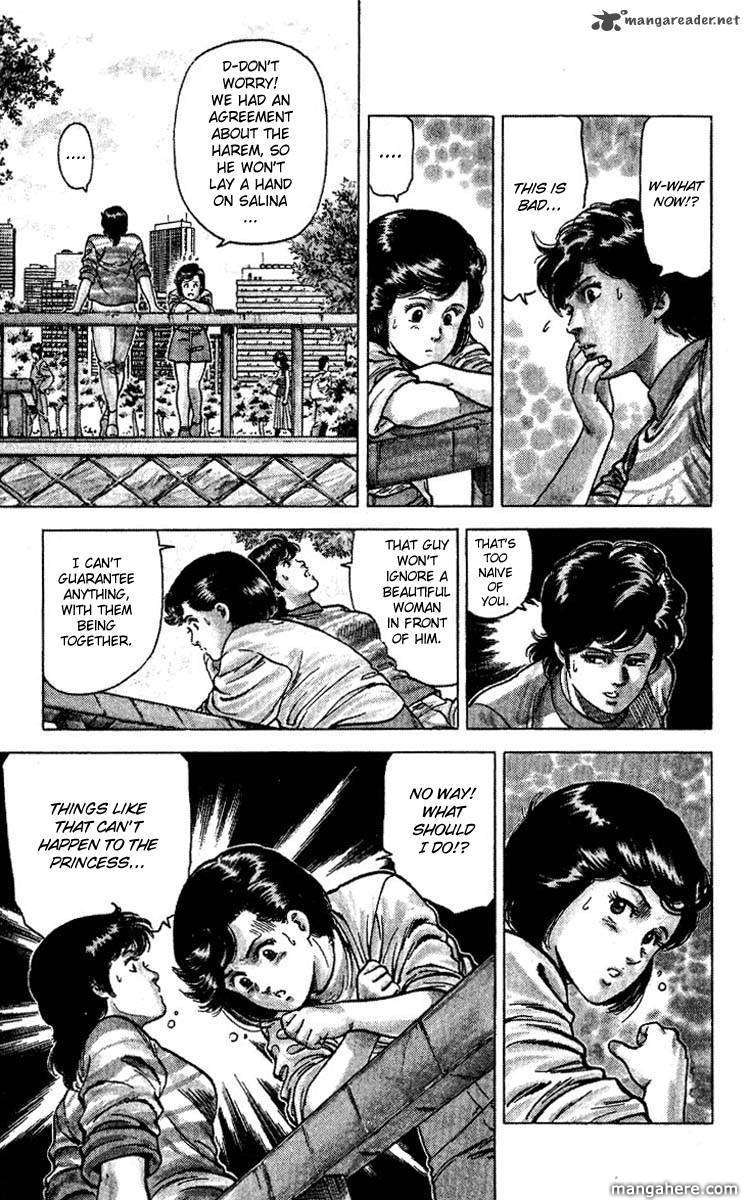 mangareader.net
W-WHAT
NOW!?
THIS IS
BAD...
....
D-DON'T
WORRY!
WE HAD AN
AGREEMENT
ABOUT THE
HAREM, SO
HE WON'T
LAY A HAND
ON SALINA
...
....
THAT'S
TOO
NAIVE
OF YOU.
THAT GUY
WON'T
IGNORE A
BEAUTIFUL
WOMAN
IN FRONT
OF HIM.
I CAN'T
GUARANTEE
ANYTHING,
WITH THEM
BEING
TOGETHER.
NO WAY!
WHAT
SHOULD
I DO!?
THINGS LIKE
THAT CAN'T
HAPPEN TO THE
PRINCESS...
mangahere.com